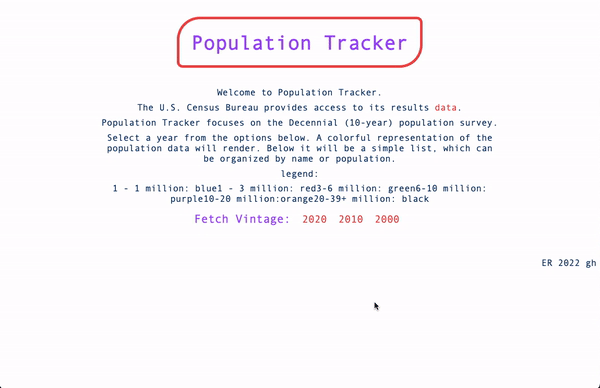 Population Tracker
Welcome to Population Tracker.
The U.S. Census Bureau provides access to its results data.
Population Tracker focuses on the Decennial (10-year) population survey.
Select a year from the options below. A colorful representation of the
population data will render. Below it will be a simple list, which can
be organized by name or population.
legend:
1 - 1 million: blue1 - 3 million: red3-6 million: green6-10 million:
purple10-20 million:orange20-39+ million: black
Fetch Vintage: 2020 2010 2000
ER 2022 gh